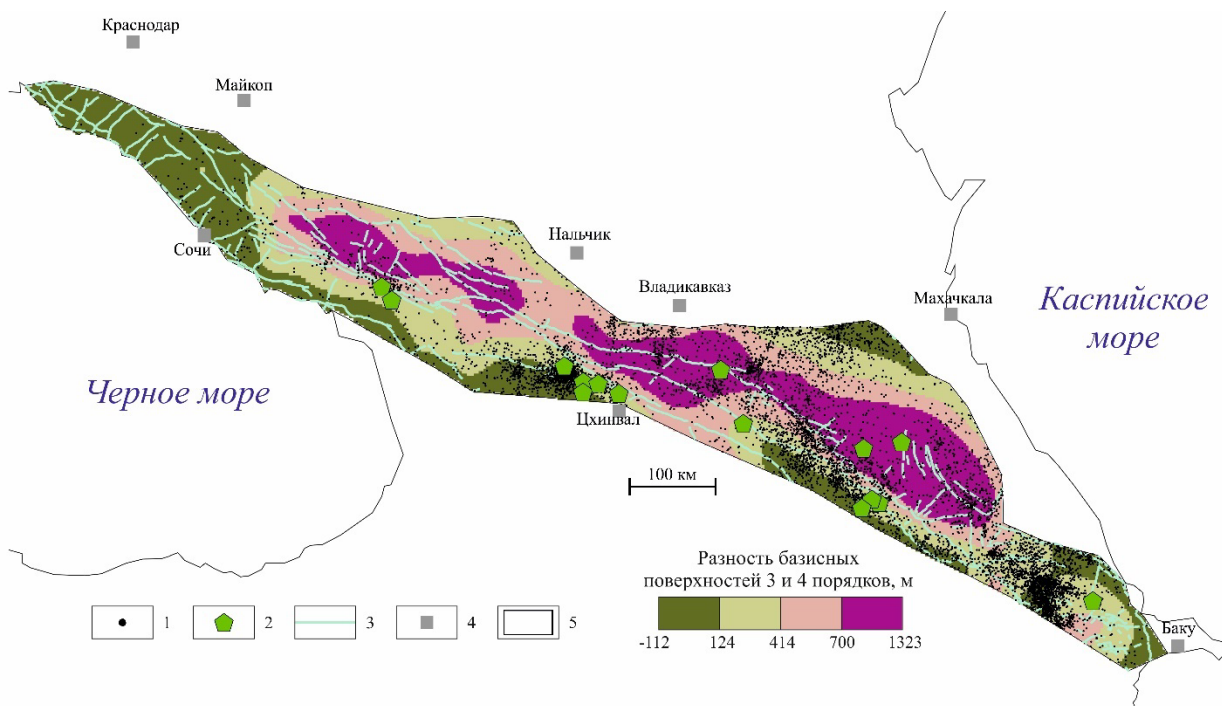 Краснодар
Майкоп
Сочи
Нальчик
Владикавказ
Махачкала
Каспийское
море
Черное море
Цхинвал
100 км
Разность базисных
поверхностей 3 и 4 порядков, м
-112 124 414 700 1323
1 2 3 4 5
Баку